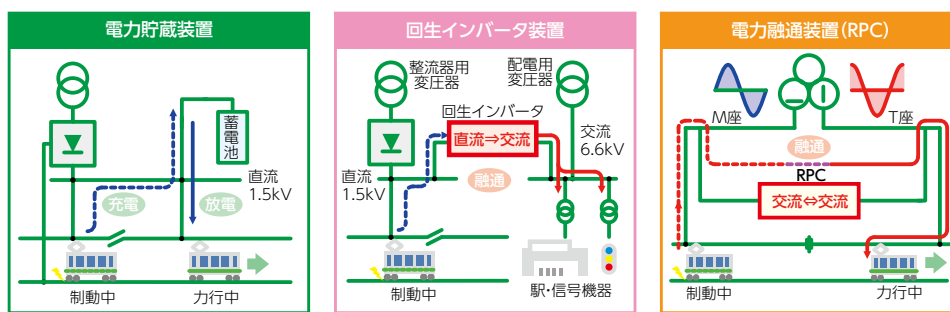 電力貯蔵装置
蓄電池
直流
1.5kV
充電
放電
制動中
力行中
回生インバータ装置
整流器用
変圧器
配電用
変圧器
回生インバータ
直流⇒交流
交流
6.6kV
直流
1.5kV
融通
制動中
駅・信号機器
電力融通装置(RPC)
M座
T座
融通
RPC
交流⇔交流
制動中
力行中